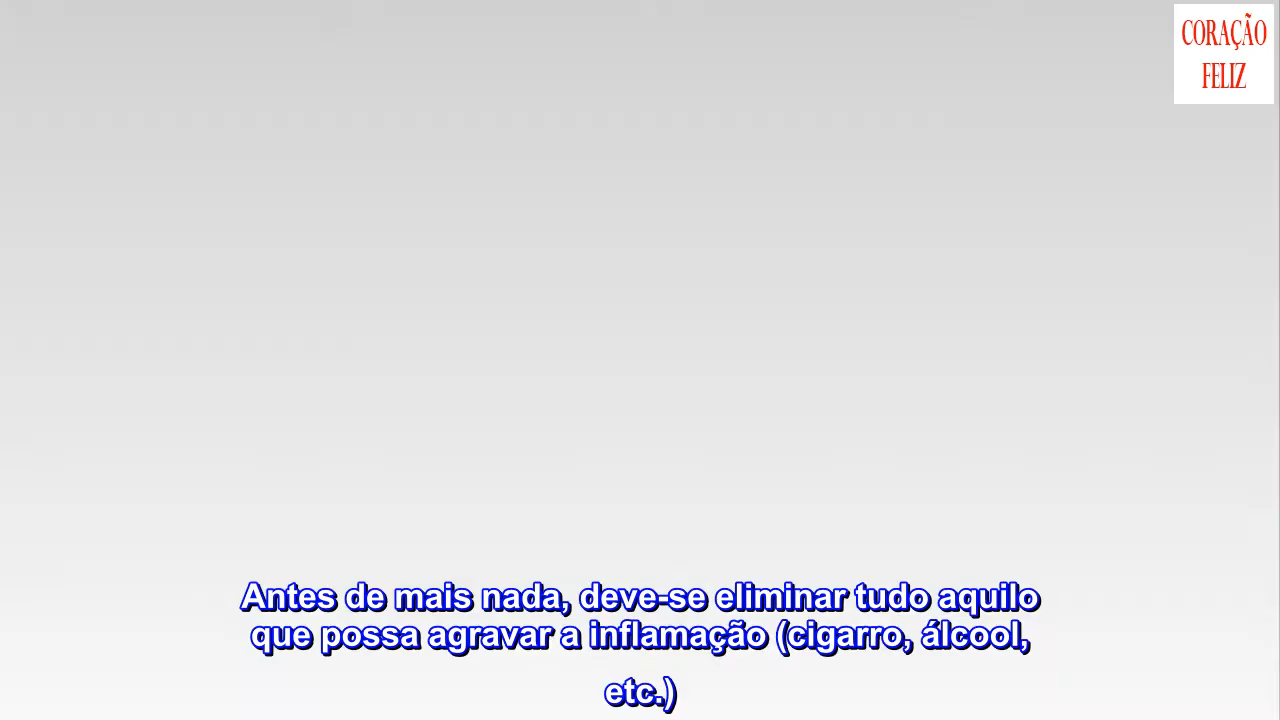 CORAÇÃO
FELIZ
Antes de mais nada, deve-se eliminar tudo aquilo
que possa agravar a inflamação (cigarro, álcool,
etc.)